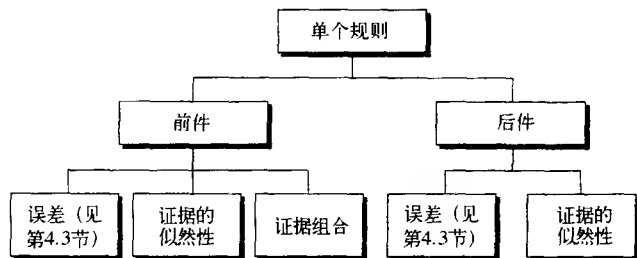 单个规则
前件
后件
误差（见
第4.3节）
证据的
似然性
证据组合
误差（见
第4.3节）
证据的
似然性